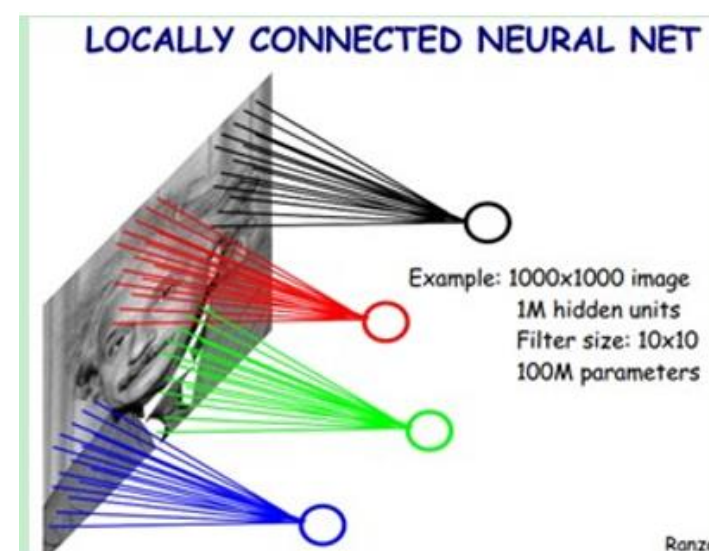 LOCALLY CONNECTED NEURAL NET
Example: 1000x1000 image
1M hidden units
Filter size: 10x10
100M parameters